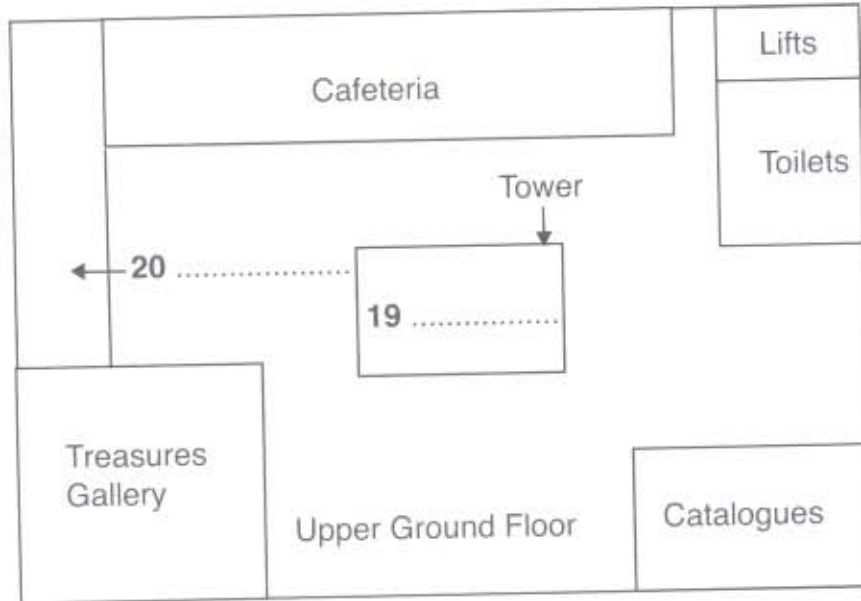 Lifts
Cafeteria
Toilets
Tower
20 ....................
19 .................
Treasures
Gallery
Upper Ground Floor
Catalogues